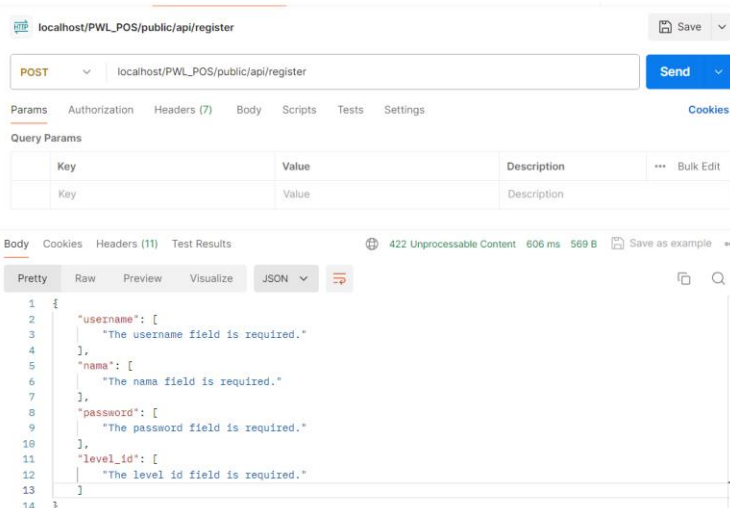 HTTP localhost/PWL_POS/public/api/register Save
POST localhost/PWL_POS/public/api/register Send
Params Authorization Headers (7) Body Scripts Tests Settings Cookies
Query Params
Key Value Description ••• Bulk Edit
Key Value Description
Body Cookies Headers (11) Test Results 422 Unprocessable Content 606 ms 569 B Save as example
Pretty Raw Preview Visualize JSON
1 {
2 "username": [
3 "The username field is required."
4 ],
5 "nama": [
6 "The nama field is required."
7 ],
8 "password": [
9 "The password field is required."
10 ],
11 "level_id": [
12 "The level id field is required."
13 ]
14 }